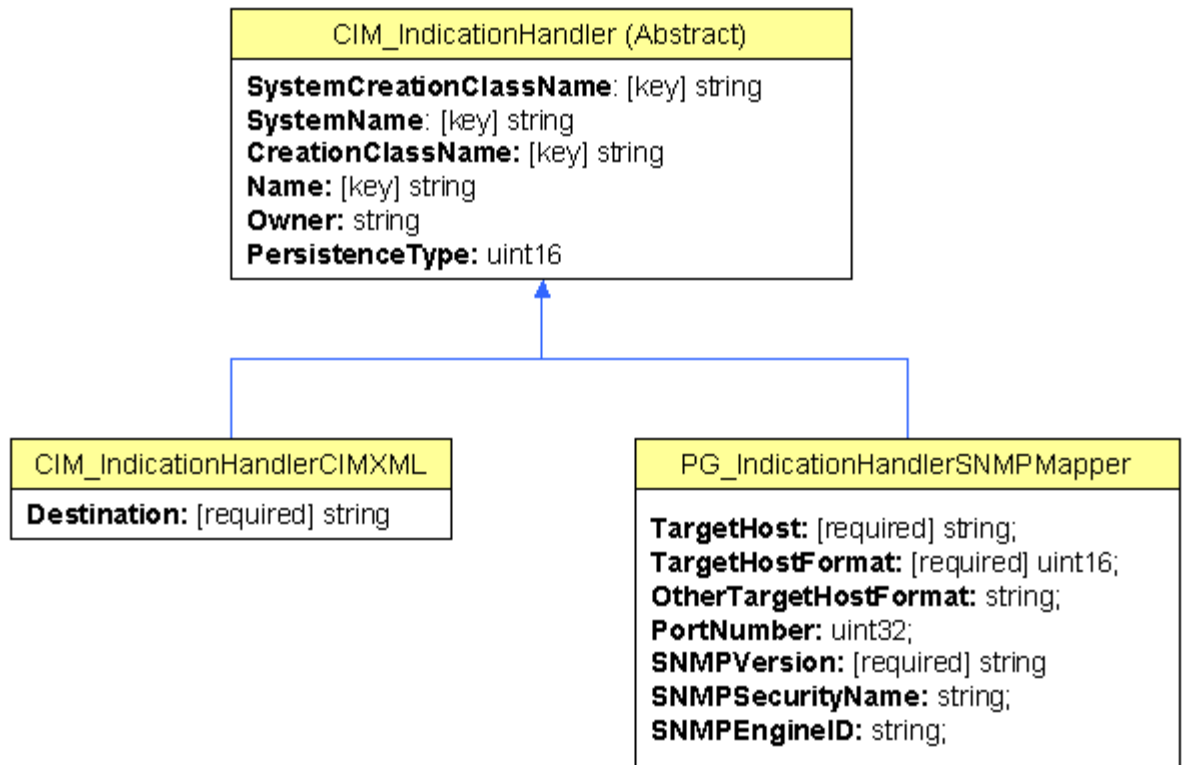 CIM_IndicationHandler (Abstract)
SystemCreationClassName: [key] string
SystemName: [key] string
CreationClassName: [key] string
Name: [key] string
Owner: string
PersistenceType: uint16
CIM_IndicationHandlerCIMXML
Destination: [required] string
PG_IndicationHandlerSNMPMapper
TargetHost: [required] string;
TargetHostFormat: [required] uint16;
OtherTargetHostFormat: string;
PortNumber: uint32;
SNMPVersion: [required] string
SNMPSecurityName: string;
SNMPEngineID: string;